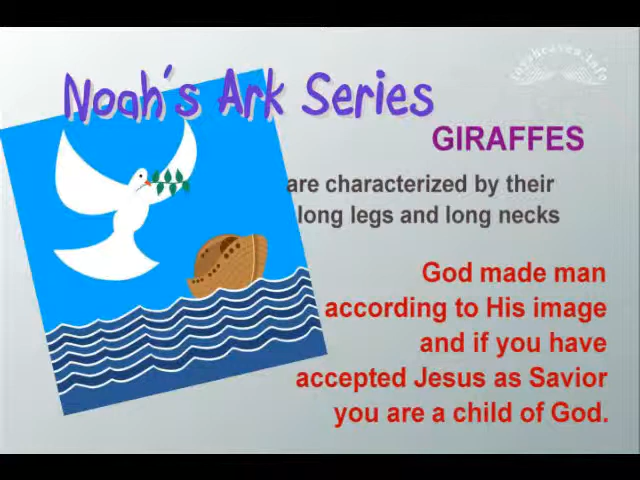 Noah's Ark Series
GIRAFFES
are characterized by their
long legs and long necks
God made man
according to His image
and if you have
accepted Jesus as Savior
you are a child of God.